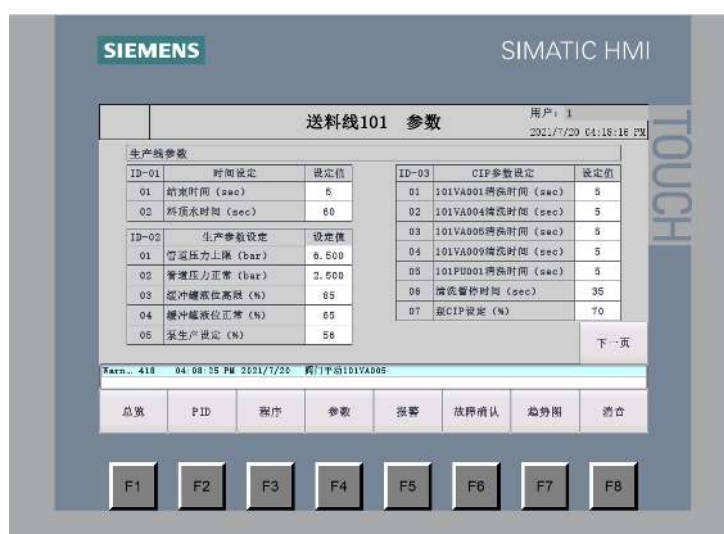 SIEMENS
SIMATIC HMI
TOUCH
送料线101 参数
用户: 1
2021/7/20 04:18:16 PM
生产线参数
ID-01 时间设定 设定值
01 结束时间 (sec) 5
02 料顶水时间 (sec) 60
ID-02 生产参数设定 设定值
01 管道压力上限 (bar) 6.500
02 管道压力正常 (bar) 2.500
03 缓冲罐液位高限 (%) 85
04 缓冲罐液位正常 (%) 65
05 泵生产设定 (%) 58
ID-03 CIP参数设定 设定值
01 101VA001清洗时间 (sec) 5
02 101VA004清洗时间 (sec) 5
03 101VA005清洗时间 (sec) 5
04 101VA009清洗时间 (sec) 5
05 101PU001清洗时间 (sec) 5
06 清洗暂停时间 (sec) 35
07 泵CIP设定 (%) 70
下一页
Warn… 418 04:08:25 PM 2021/7/20 阀门手动101VA005
总览 PID 程序 参数 报警 故障确认 趋势图 消音
F1 F2 F3 F4 F5 F6 F7 F8